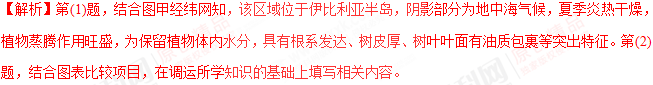 【解析】第(1)题，结合图甲经纬网知，该区域位于伊比利亚半岛，阴影部分为地中海气候，夏季炎热干燥，
植物蒸腾作用旺盛，为保留植物体内水分，具有根系发达、树皮厚、树叶叶面有油质包裹等突出特征。第(2)
题，结合图表比较项目，在调运所学知识的基础上填写相关内容。